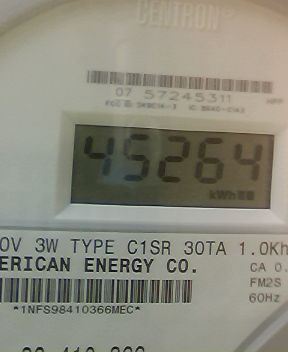 CENTRON
07 57245311
45264
kWh
0V 3W TYPE C1SR 30TA 1.0Kh
ERICAN ENERGY CO.
CA 0.
FM2S
60Hz
*1NFS98410366MEC*